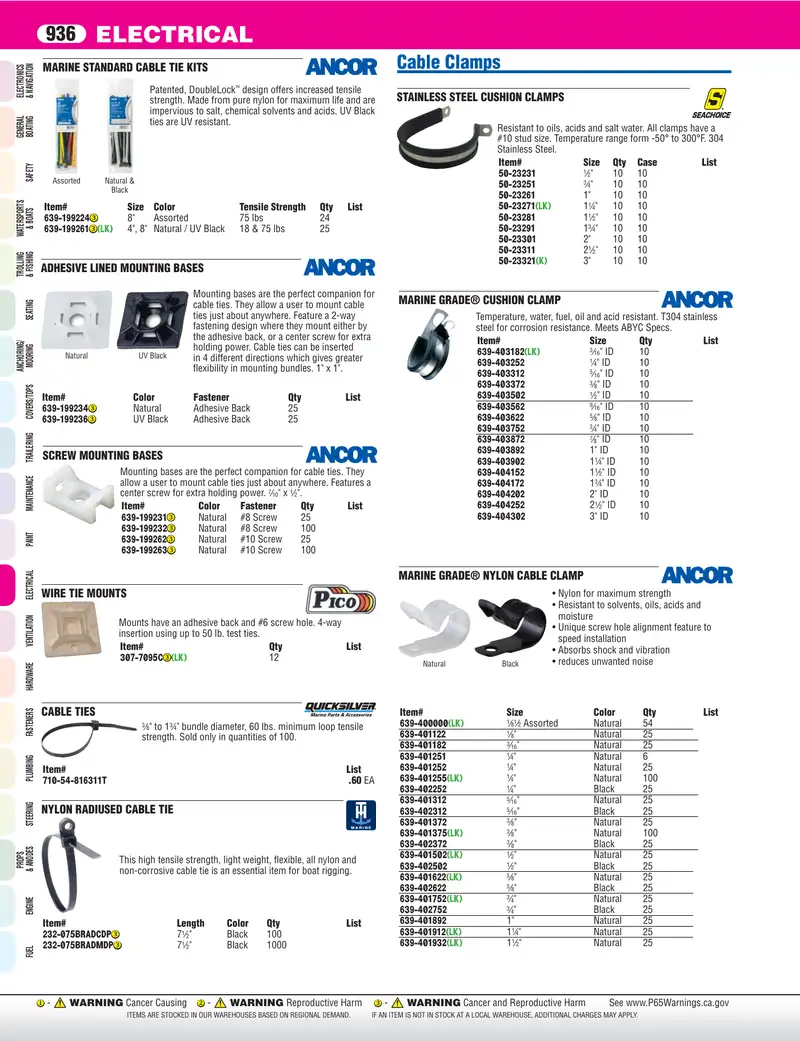 936 ELECTRICAL
ELECTRONICS & NAVIGATION
GENERAL BOATING
SAFETY
WATERSPORTS & BOATS
TROLLING & FISHING
SEATING
ANCHORING/ MOORING
COVERS/TOPS
TRAILERING
MAINTENANCE
PAINT
ELECTRICAL
VENTILATION
HARDWARE
FASTENERS
PLUMBING
STEERING
PROPS & ANODES
ENGINE
FUEL
MARINE STANDARD CABLE TIE KITS
ANCOR
Patented, DoubleLock™ design offers increased tensile
strength. Made from pure nylon for maximum life and are
impervious to salt, chemical solvents and acids. UV Black
ties are UV resistant.
Assorted
Natural &
Black
Item# Size Color Tensile Strength Qty List
639-199224 3 8" Assorted 75 lbs 24
639-199261 3 (LK) 4", 8" Natural / UV Black 18 & 75 lbs 25
ADHESIVE LINED MOUNTING BASES
ANCOR
Mounting bases are the perfect companion for
cable ties. They allow a user to mount cable
ties just about anywhere. Feature a 2-way
fastening design where they mount either by
the adhesive back, or a center screw for extra
holding power. Cable ties can be inserted
in 4 different directions which gives greater
flexibility in mounting bundles. 1" x 1".
Natural UV Black
Item# Color Fastener Qty List
639-199234 3 Natural Adhesive Back 25
639-199236 3 UV Black Adhesive Back 25
SCREW MOUNTING BASES
ANCOR
Mounting bases are the perfect companion for cable ties. They
allow a user to mount cable ties just about anywhere. Features a
center screw for extra holding power. 7⁄10" x 1⁄2".
Item# Color Fastener Qty List
639-199231 3 Natural #8 Screw 25
639-199232 3 Natural #8 Screw 100
639-199262 3 Natural #10 Screw 25
639-199263 3 Natural #10 Screw 100
WIRE TIE MOUNTS
PICO
Mounts have an adhesive back and #6 screw hole. 4-way
insertion using up to 50 lb. test ties.
Item# Qty List
307-7095C 3 (LK) 12
CABLE TIES
QUICKSILVER
Marine Parts & Accessories
3⁄8" to 1 3⁄4" bundle diameter, 60 lbs. minimum loop tensile
strength. Sold only in quantities of 100.
Item# List
710-54-816311T .60 EA
NYLON RADIUSED CABLE TIE
TH MARINE
This high tensile strength, light weight, flexible, all nylon and
non-corrosive cable tie is an essential item for boat rigging.
Item# Length Color Qty List
232-075BRADCDP 3 7 1⁄2" Black 100
232-075BRADMDP 3 7 1⁄2" Black 1000
Cable Clamps
STAINLESS STEEL CUSHION CLAMPS
S
SEACHOICE
Resistant to oils, acids and salt water. All clamps have a
#10 stud size. Temperature range form -50° to 300°F. 304
Stainless Steel.
Item# Size Qty Case List
50-23231 1⁄2" 10 10
50-23251 3⁄4" 10 10
50-23261 1" 10 10
50-23271(LK) 1 1⁄4" 10 10
50-23281 1 1⁄2" 10 10
50-23291 1 3⁄4" 10 10
50-23301 2" 10 10
50-23311 2 1⁄2" 10 10
50-23321(K) 3" 10 10
MARINE GRADE® CUSHION CLAMP
ANCOR
Temperature, water, fuel, oil and acid resistant. T304 stainless
steel for corrosion resistance. Meets ABYC Specs.
Item# Size Qty List
639-403182(LK) 3⁄16" ID 10
639-403252 1⁄4" ID 10
639-403312 5⁄16" ID 10
639-403372 3⁄8" ID 10
639-403502 1⁄2" ID 10
639-403562 9⁄16" ID 10
639-403622 5⁄8" ID 10
639-403752 3⁄4" ID 10
639-403872 7⁄8" ID 10
639-403892 1" ID 10
639-403902 1 1⁄4" ID 10
639-404152 1 1⁄2" ID 10
639-404172 1 3⁄4" ID 10
639-404202 2" ID 10
639-404252 2 1⁄2" ID 10
639-404302 3" ID 10
MARINE GRADE® NYLON CABLE CLAMP
ANCOR
• Nylon for maximum strength
• Resistant to solvents, oils, acids and
moisture
• Unique screw hole alignment feature to
speed installation
• Absorbs shock and vibration
• reduces unwanted noise
Natural Black
Item# Size Color Qty List
639-400000(LK) Assorted Natural 54
639-401122 1⁄8" Natural 25
639-401182 3⁄16" Natural 25
639-401251 1⁄4" Natural 6
639-401252 1⁄4" Natural 25
639-401255(LK) 1⁄4" Natural 100
639-402252 1⁄4" Black 25
639-401312 5⁄16" Natural 25
639-402312 5⁄16" Black 25
639-401372 3⁄8" Natural 25
639-401375(LK) 3⁄8" Natural 100
639-402372 3⁄8" Black 25
639-401502(LK) 1⁄2" Natural 25
639-402502 1⁄2" Black 25
639-401622(LK) 5⁄8" Natural 25
639-402622 5⁄8" Black 25
639-401752(LK) 3⁄4" Natural 25
639-402752 3⁄4" Black 25
639-401892 1" Natural 25
639-401912(LK) 1 1⁄4" Natural 25
639-401932(LK) 1 1⁄2" Natural 25
1 - WARNING Cancer Causing 2 - WARNING Reproductive Harm 3 - WARNING Cancer and Reproductive Harm See www.P65Warnings.ca.gov
ITEMS ARE STOCKED IN OUR WAREHOUSES BASED ON REGIONAL DEMAND. IF AN ITEM IS NOT IN STOCK AT A LOCAL WAREHOUSE, ADDITIONAL CHARGES MAY APPLY.